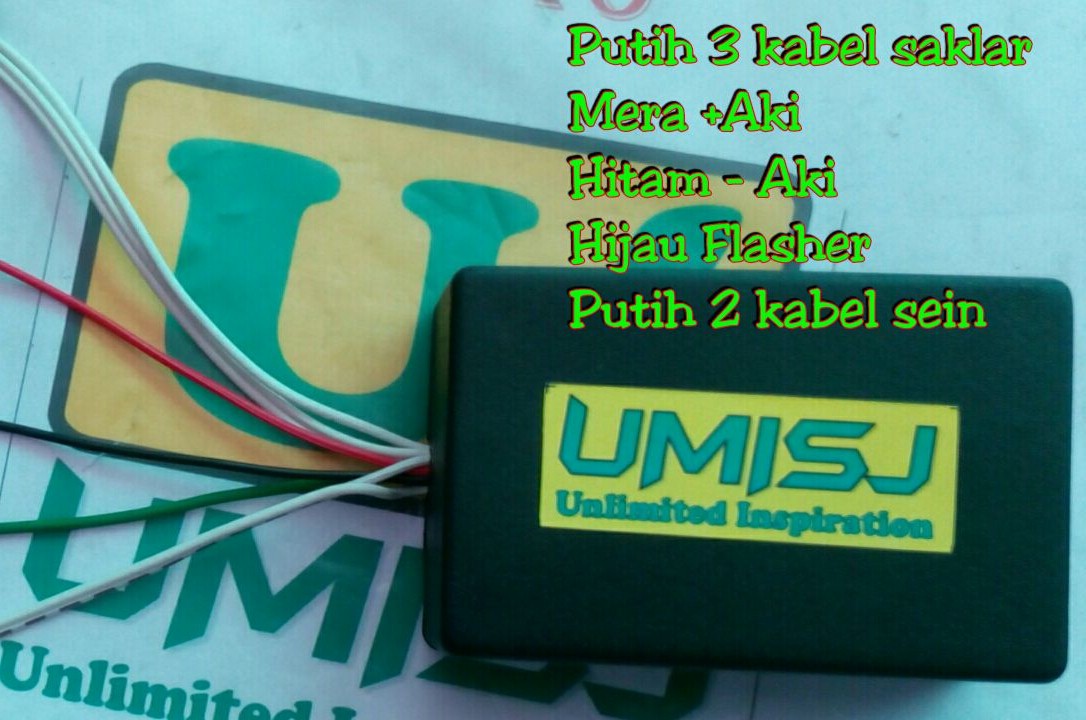 Putih 3 kabel saklar
Mera +Aki
Hitam - Aki
Hijau Flasher
Putih 2 kabel sein
UMISJ
Unlimited Inspiration
UMISJ
Unlimited